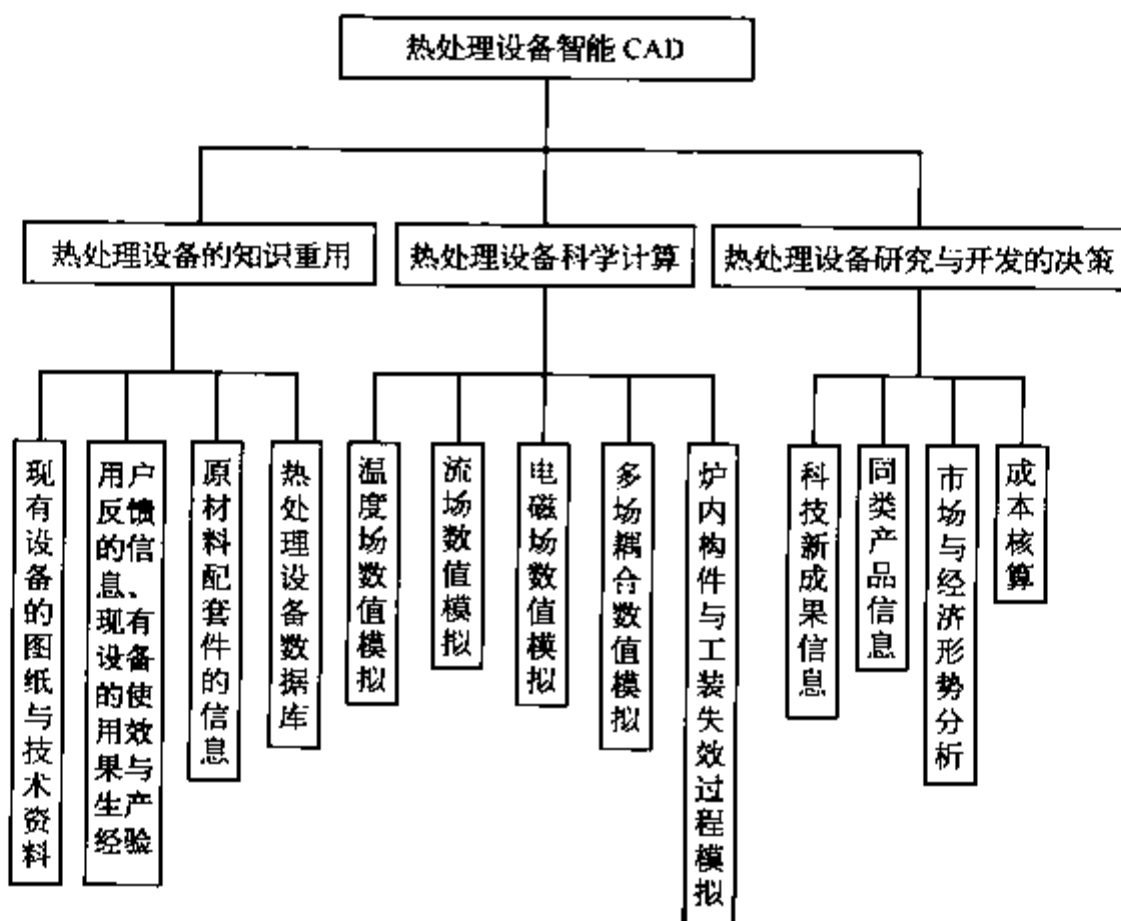 热处理设备智能 CAD
热处理设备的知识重用
热处理设备科学计算
热处理设备研究与开发的决策
现有设备的图纸与技术资料
用户反馈的信息、现有设备的使用效果与生产经验
原材料配套件的信息
热处理设备数据库
温度场数值模拟
流场数值模拟
电磁场数值模拟
多场耦合数值模拟
炉内构件与工装失效过程模拟
科技新成果信息
同类产品信息
市场与经济形势分析
成本核算